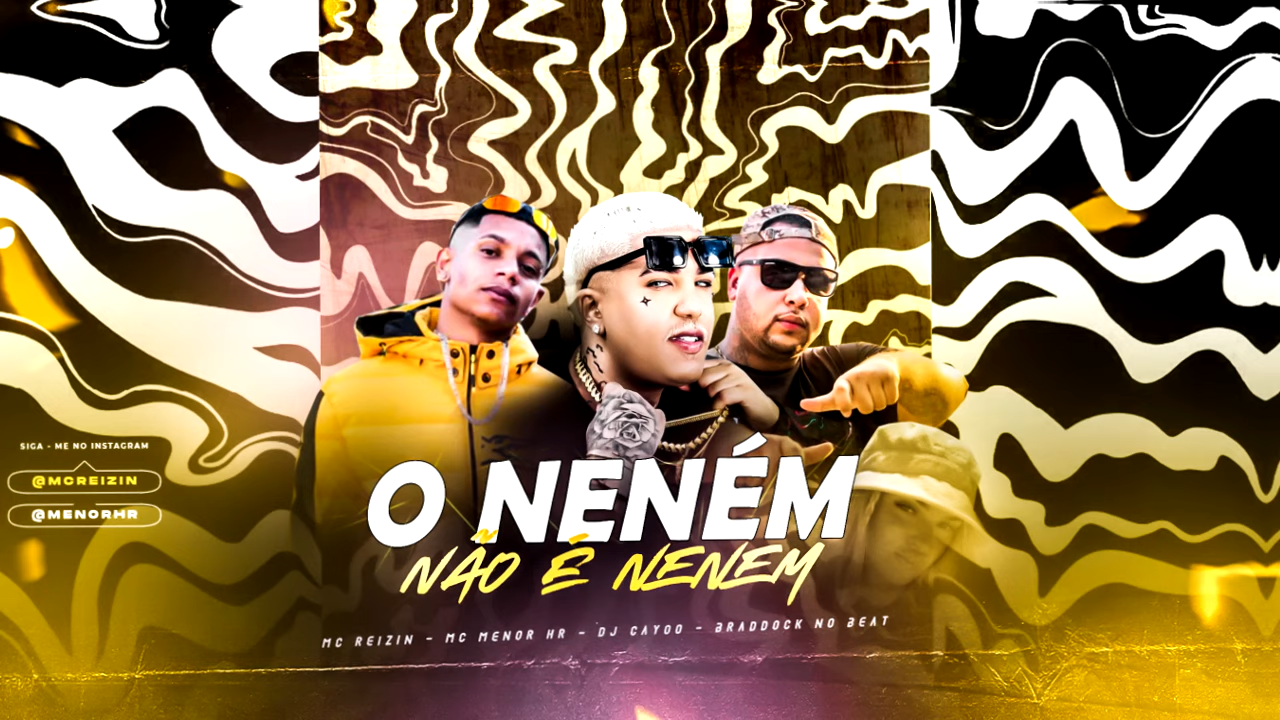 SIGA - ME NO INSTAGRAM
@MCREIZIN
@MENORHR
O NENÉM
NÃO É NENEM
MC REIZIN - MC MENOR HR - DJ CAYOO - BRADDOCK NO BEAT